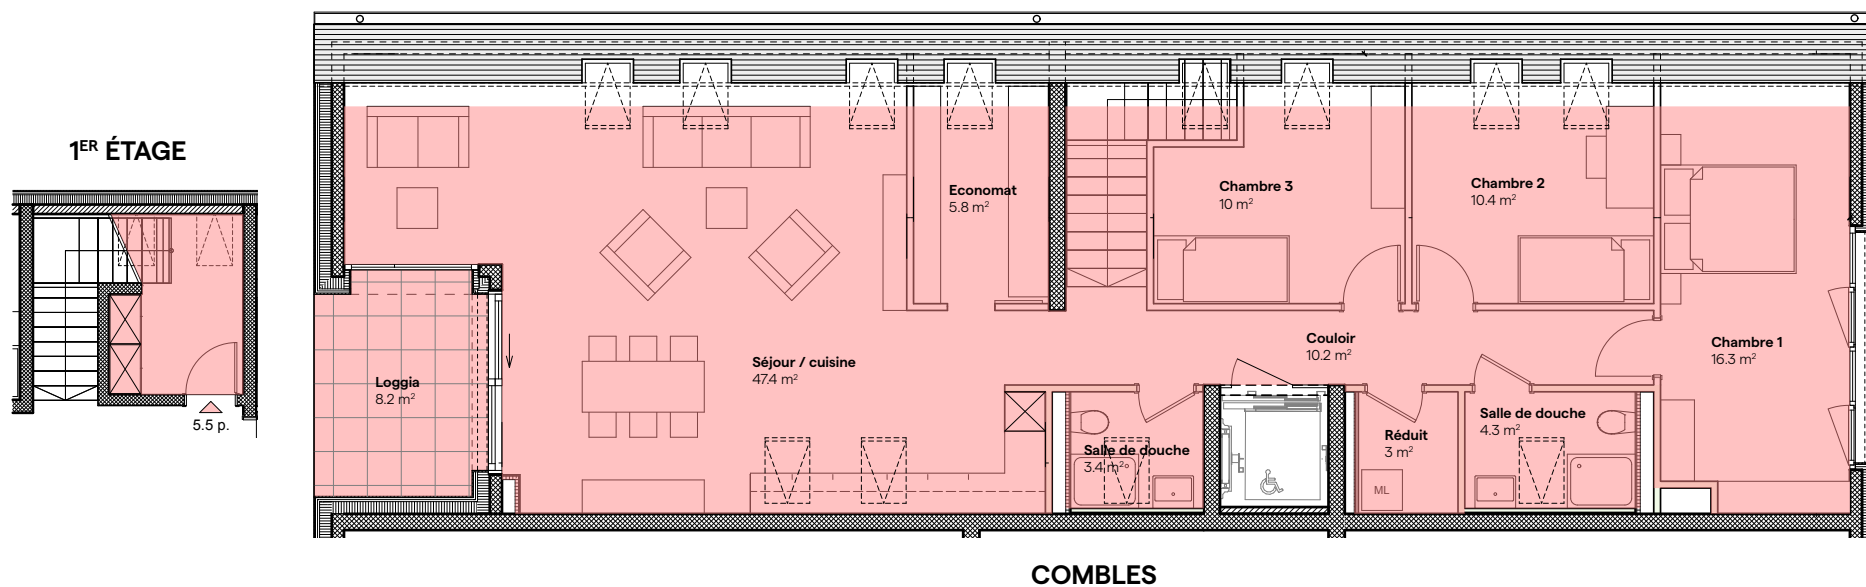 1ER ÉTAGE
5.5 p.
Loggia
8.2 m²
Séjour / cuisine
47.4 m²
Economat
5.8 m²
Chambre 3
10 m²
Chambre 2
10.4 m²
Chambre 1
16.3 m²
Couloir
10.2 m²
Salle de douche
3.4 m²
Réduit
3 m²
ML
Salle de douche
4.3 m²
COMBLES